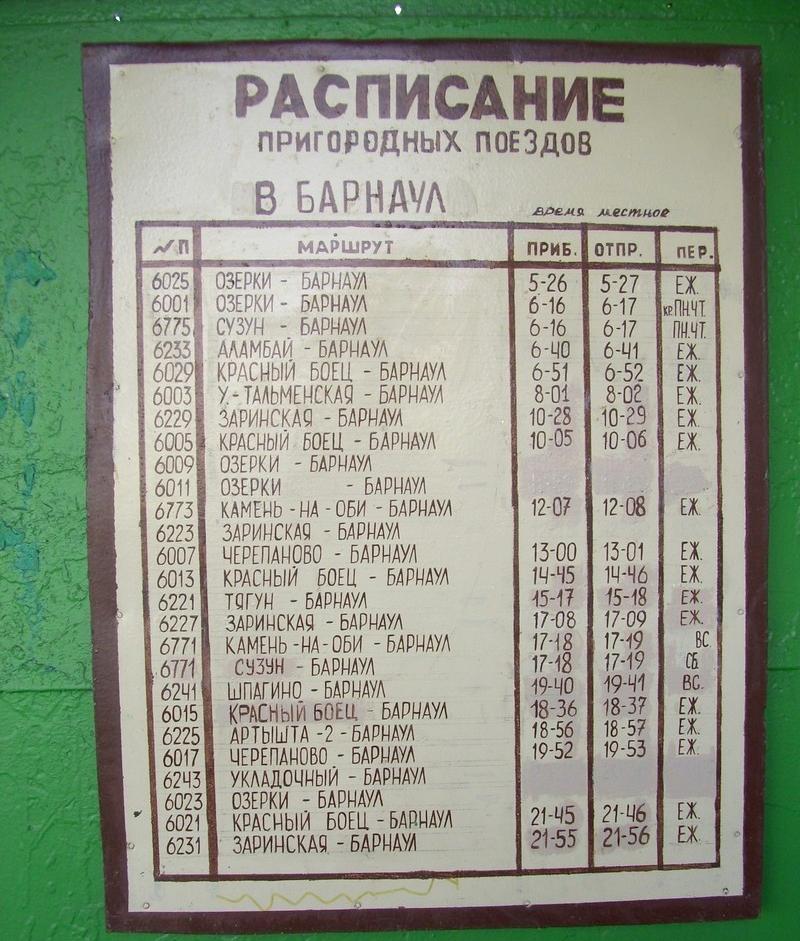 РАСПИСАНИЕ
ПРИГОРОДНЫХ ПОЕЗДОВ
В БАРНАУЛ
время местное
№П МАРШРУТ ПРИБ. ОТПР. ПЕР.
6025 ОЗЕРКИ - БАРНАУЛ 5-26 5-27 ЕЖ.
6001 ОЗЕРКИ - БАРНАУЛ 6-16 6-17 кр.ПН.ЧТ.
6775 СУЗУН - БАРНАУЛ 6-16 6-17 ПН.ЧТ.
6233 АЛАМБАЙ - БАРНАУЛ 6-40 6-41 ЕЖ.
6029 КРАСНЫЙ БОЕЦ - БАРНАУЛ 6-51 6-52 ЕЖ.
6003 У.-ТАЛЬМЕНСКАЯ - БАРНАУЛ 8-01 8-02 ЕЖ.
6229 ЗАРИНСКАЯ - БАРНАУЛ 10-28 10-29 ЕЖ.
6005 КРАСНЫЙ БОЕЦ - БАРНАУЛ 10-05 10-06 ЕЖ.
6009 ОЗЕРКИ - БАРНАУЛ
6011 ОЗЕРКИ - БАРНАУЛ
6773 КАМЕНЬ-НА-ОБИ - БАРНАУЛ 12-07 12-08 ЕЖ.
6223 ЗАРИНСКАЯ - БАРНАУЛ
6007 ЧЕРЕПАНОВО - БАРНАУЛ 13-00 13-01 ЕЖ.
6013 КРАСНЫЙ БОЕЦ - БАРНАУЛ 14-45 14-46 ЕЖ.
6221 ТЯГУН - БАРНАУЛ 15-17 15-18 ЕЖ.
6227 ЗАРИНСКАЯ - БАРНАУЛ 17-08 17-09 ЕЖ.
6771 КАМЕНЬ-НА-ОБИ - БАРНАУЛ 17-18 17-19 ВС.
6771 СУЗУН - БАРНАУЛ 17-18 17-19 СБ.
6241 ШПАГИНО - БАРНАУЛ 19-40 19-41 ВС.
6015 КРАСНЫЙ БОЕЦ - БАРНАУЛ 18-36 18-37 ЕЖ.
6225 АРТЫШТА-2 - БАРНАУЛ 18-56 18-57 ЕЖ.
6017 ЧЕРЕПАНОВО - БАРНАУЛ 19-52 19-53 ЕЖ.
6243 УКЛАДОЧНЫЙ - БАРНАУЛ
6023 ОЗЕРКИ - БАРНАУЛ
6021 КРАСНЫЙ БОЕЦ - БАРНАУЛ 21-45 21-46 ЕЖ.
6231 ЗАРИНСКАЯ - БАРНАУЛ 21-55 21-56 ЕЖ.